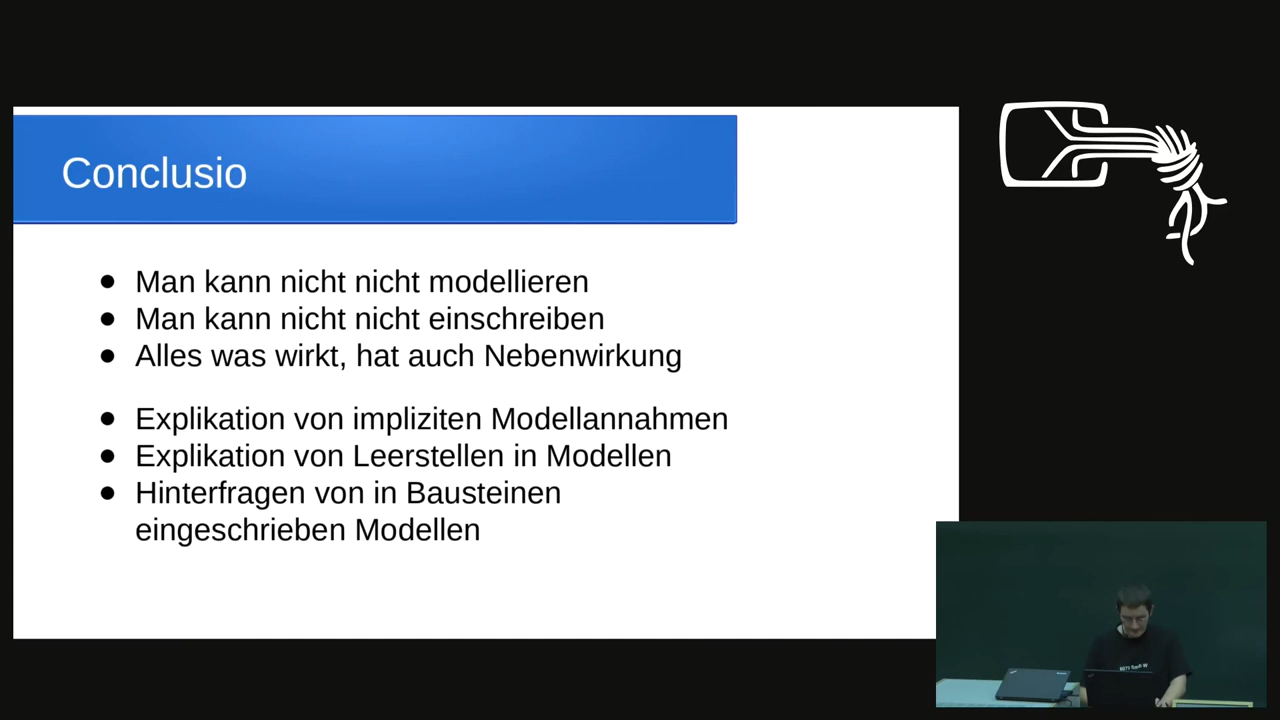 Conclusio
● Man kann nicht nicht modellieren
● Man kann nicht nicht einschreiben
● Alles was wirkt, hat auch Nebenwirkung
● Explikation von impliziten Modellannahmen
● Explikation von Leerstellen in Modellen
● Hinterfragen von in Bausteinen
eingeschrieben Modellen